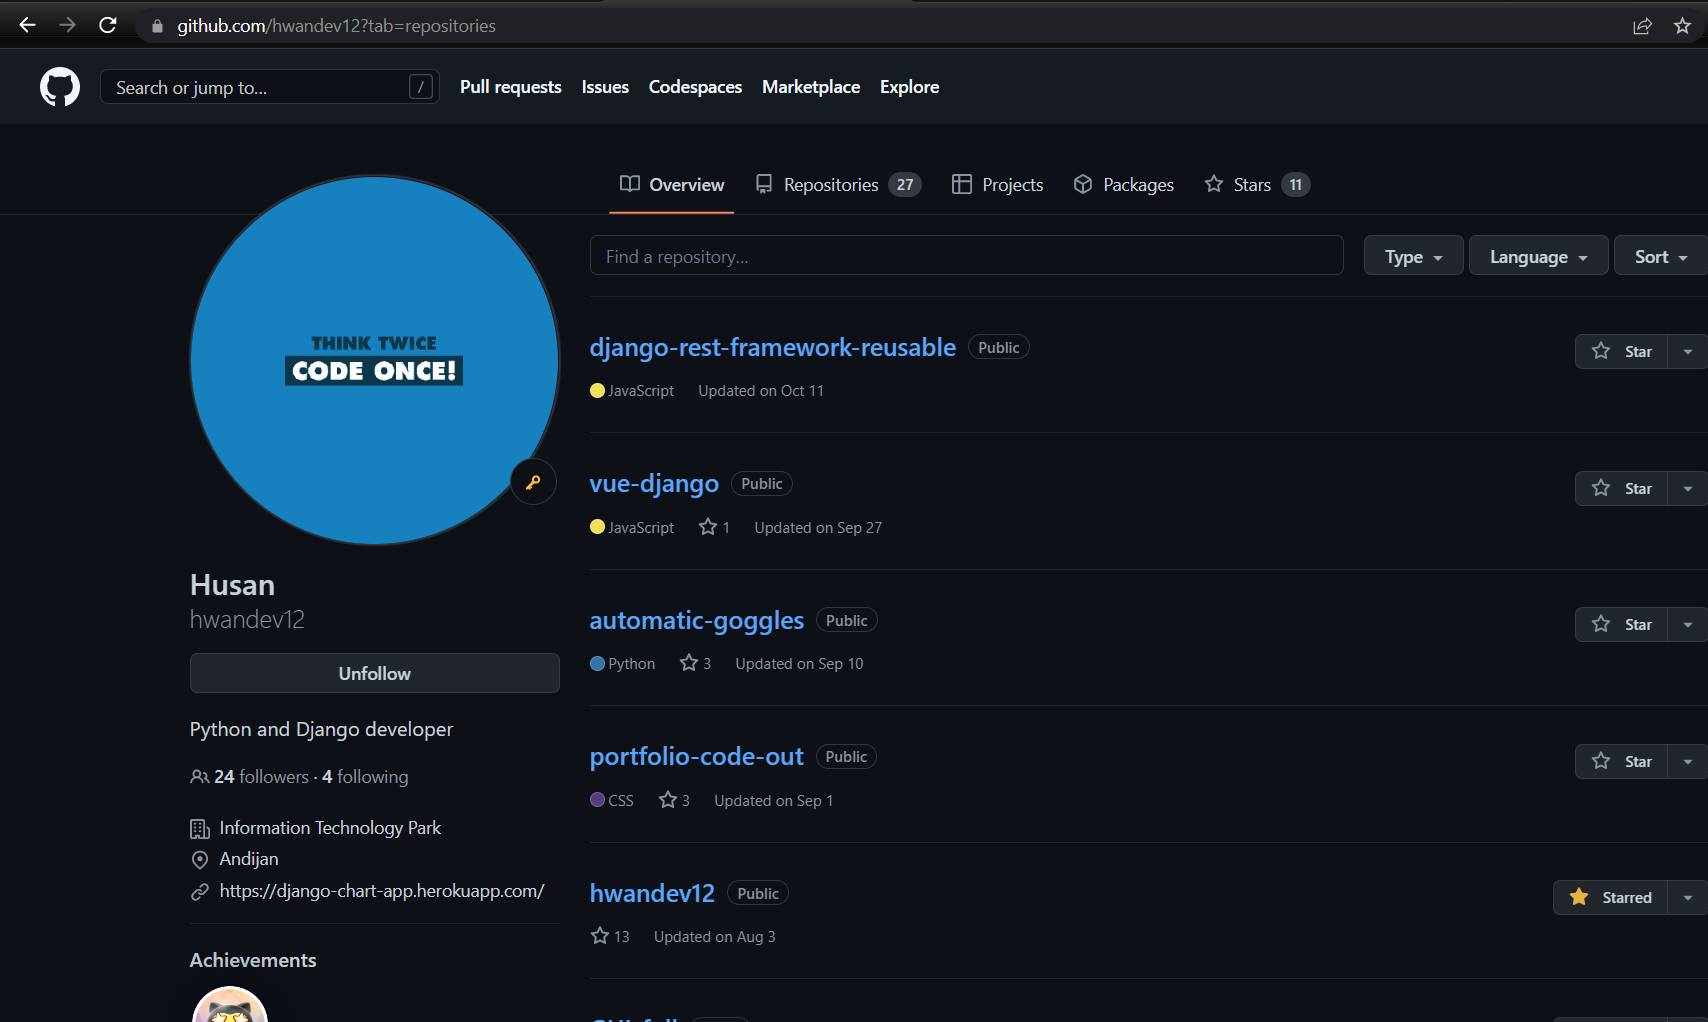 github.com/hwandev12?tab=repositories
Search or jump to... /
Pull requests Issues Codespaces Marketplace Explore
Overview Repositories 27 Projects Packages Stars 11
Find a repository... Type Language Sort
THINK TWICE
CODE ONCE!
Husan
hwandev12
Unfollow
Python and Django developer
24 followers · 4 following
Information Technology Park
Andijan
https://django-chart-app.herokuapp.com/
Achievements
django-rest-framework-reusable Public Star
JavaScript Updated on Oct 11
vue-django Public Star
JavaScript 1 Updated on Sep 27
automatic-goggles Public Star
Python 3 Updated on Sep 10
portfolio-code-out Public Star
CSS 3 Updated on Sep 1
hwandev12 Public Starred
13 Updated on Aug 3